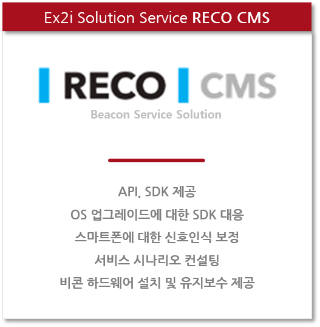 Ex2i Solution Service RECO CMS
RECO CMS
Beacon Service Solution
API, SDK 제공
OS 업그레이드에 대한 SDK 대응
스마트폰에 대한 신호인식 보정
서비스 시나리오 컨설팅
비콘 하드웨어 설치 및 유지보수 제공